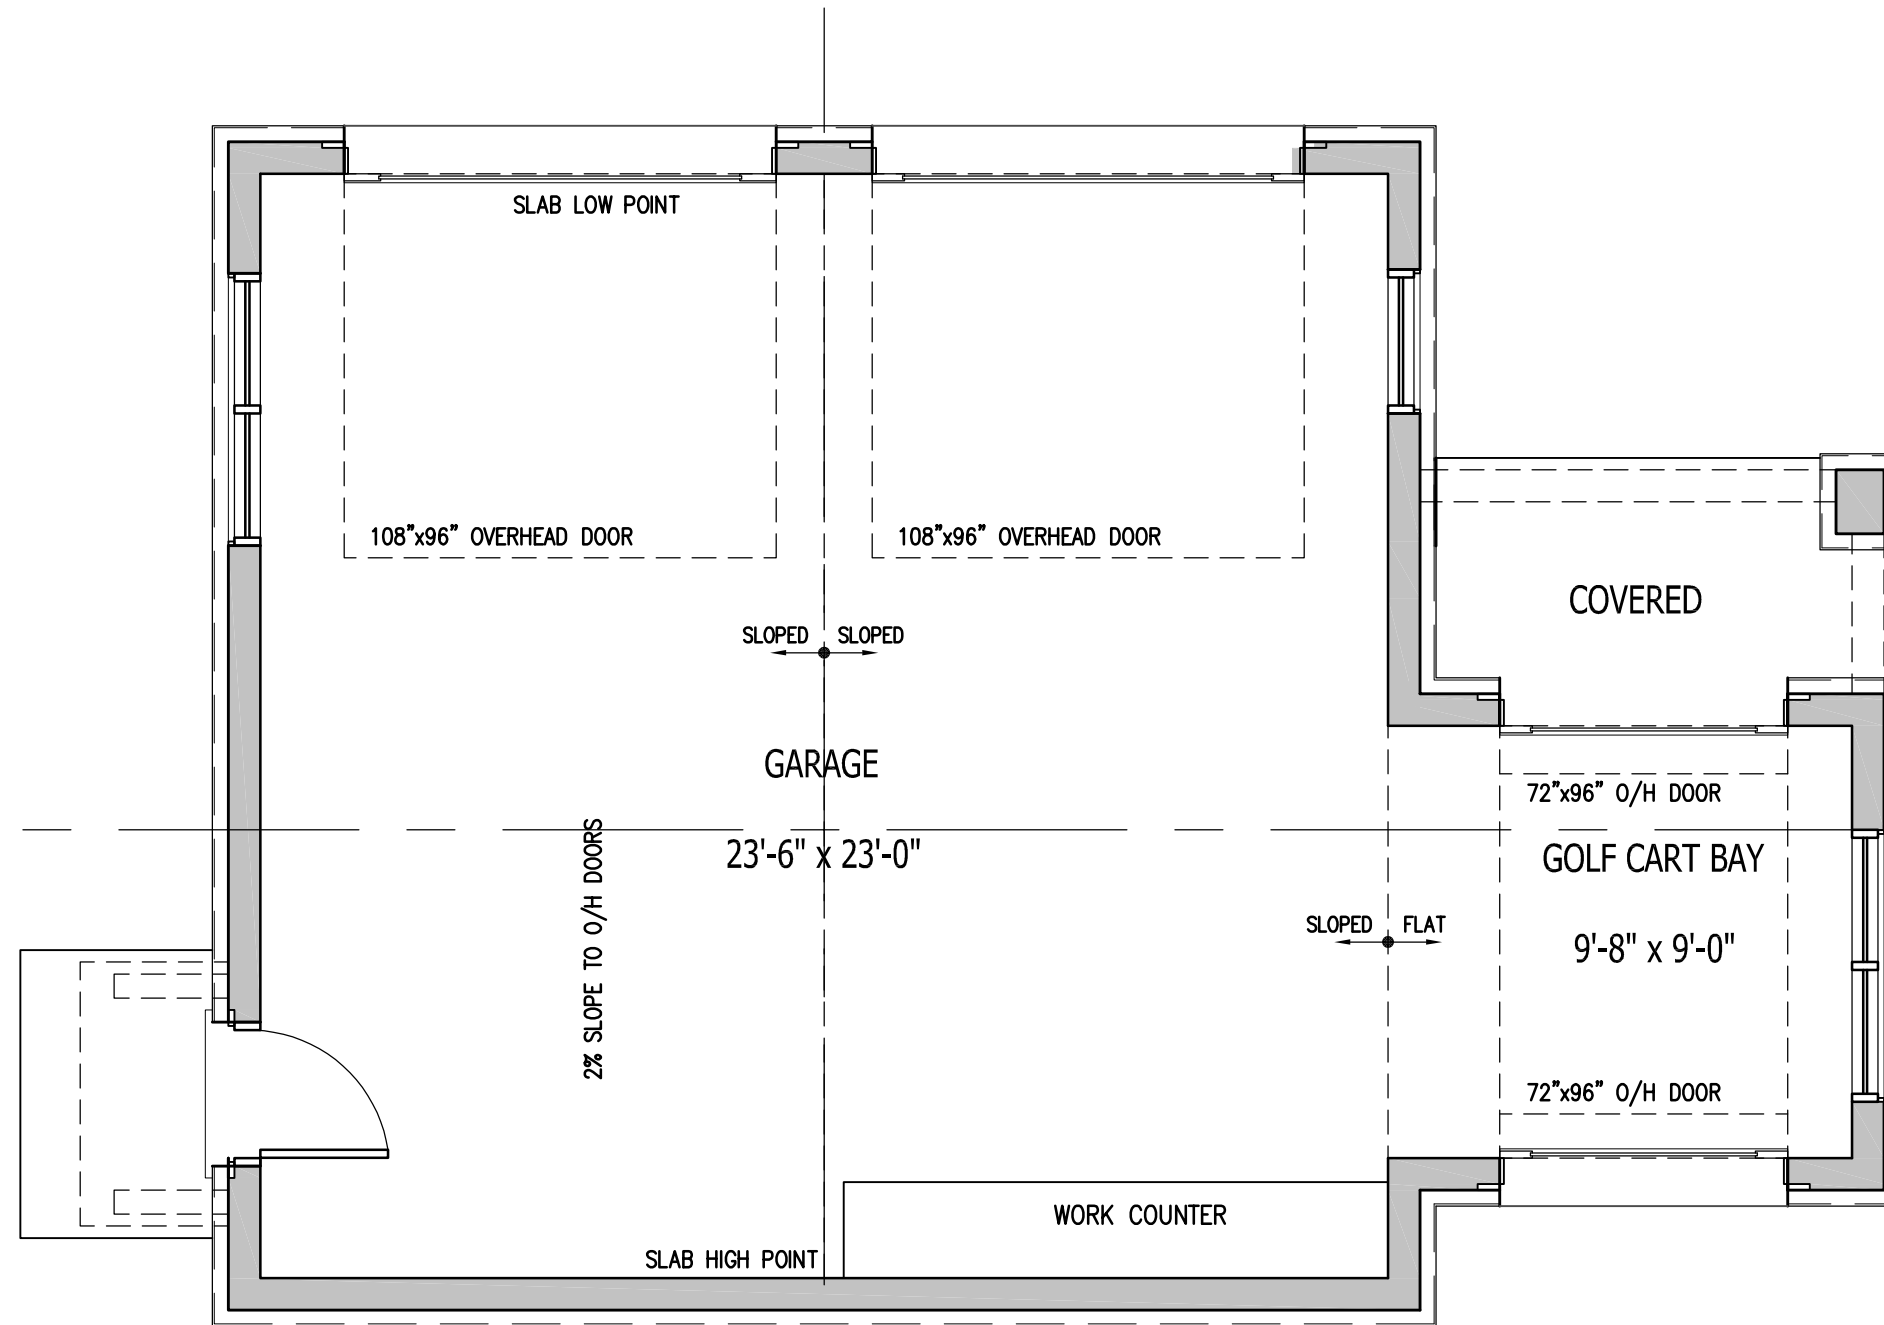 SLAB LOW POINT
108"x96" OVERHEAD DOOR
108"x96" OVERHEAD DOOR
COVERED
SLOPED
SLOPED
GARAGE
23'-6" x 23'-0"
2% SLOPE TO O/H DOORS
72"x96" O/H DOOR
GOLF CART BAY
9'-8" x 9'-0"
SLOPED
FLAT
72"x96" O/H DOOR
WORK COUNTER
SLAB HIGH POINT